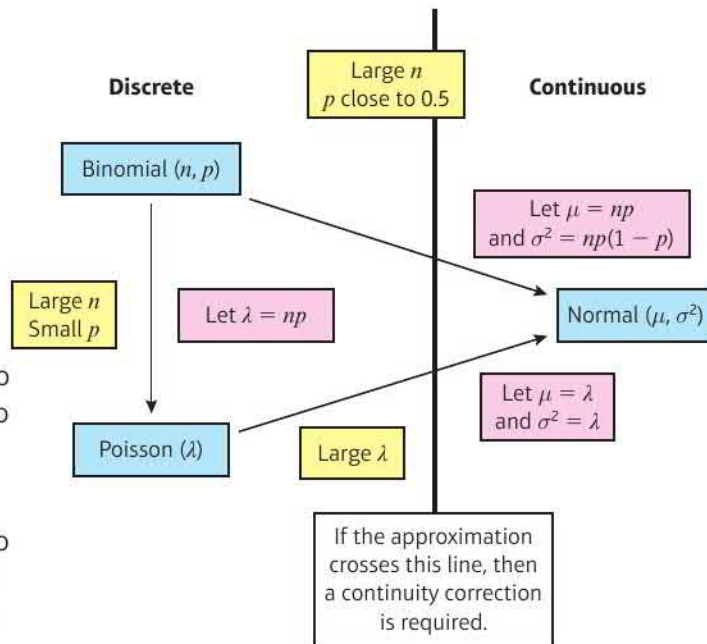 Discrete
Large n
p close to 0.5
Continuous
Binomial (n, p)
Let μ = np
and σ² = np(1 − p)
Large n
Small p
Let λ = np
Normal (μ, σ²)
Let μ = λ
and σ² = λ
Poisson (λ)
Large λ
If the approximation
crosses this line, then
a continuity correction
is required.